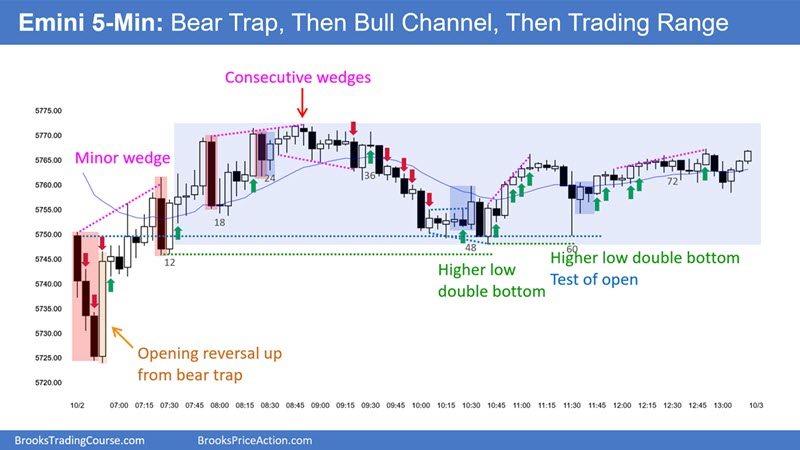 Emini 5-Min: Bear Trap, Then Bull Channel, Then Trading Range
Consecutive wedges
Minor wedge
5775.00
5770.00
5765.00
5760.00
5755.00
5750.00
5745.00
5740.00
5735.00
5730.00
5725.00
5720.00
12
18
24
36
48
60
72
Higher low
double bottom
Higher low double bottom
Test of open
Opening reversal up
from bear trap
10/2 07:00 07:15 07:30 07:45 08:00 08:15 08:30 08:45 09:00 09:15 09:30 09:45 10:00 10:15 10:30 10:45 11:00 11:15 11:30 11:45 12:00 12:15 12:30 12:45 13:00 10/3
BrooksTradingCourse.com BrooksPriceAction.com